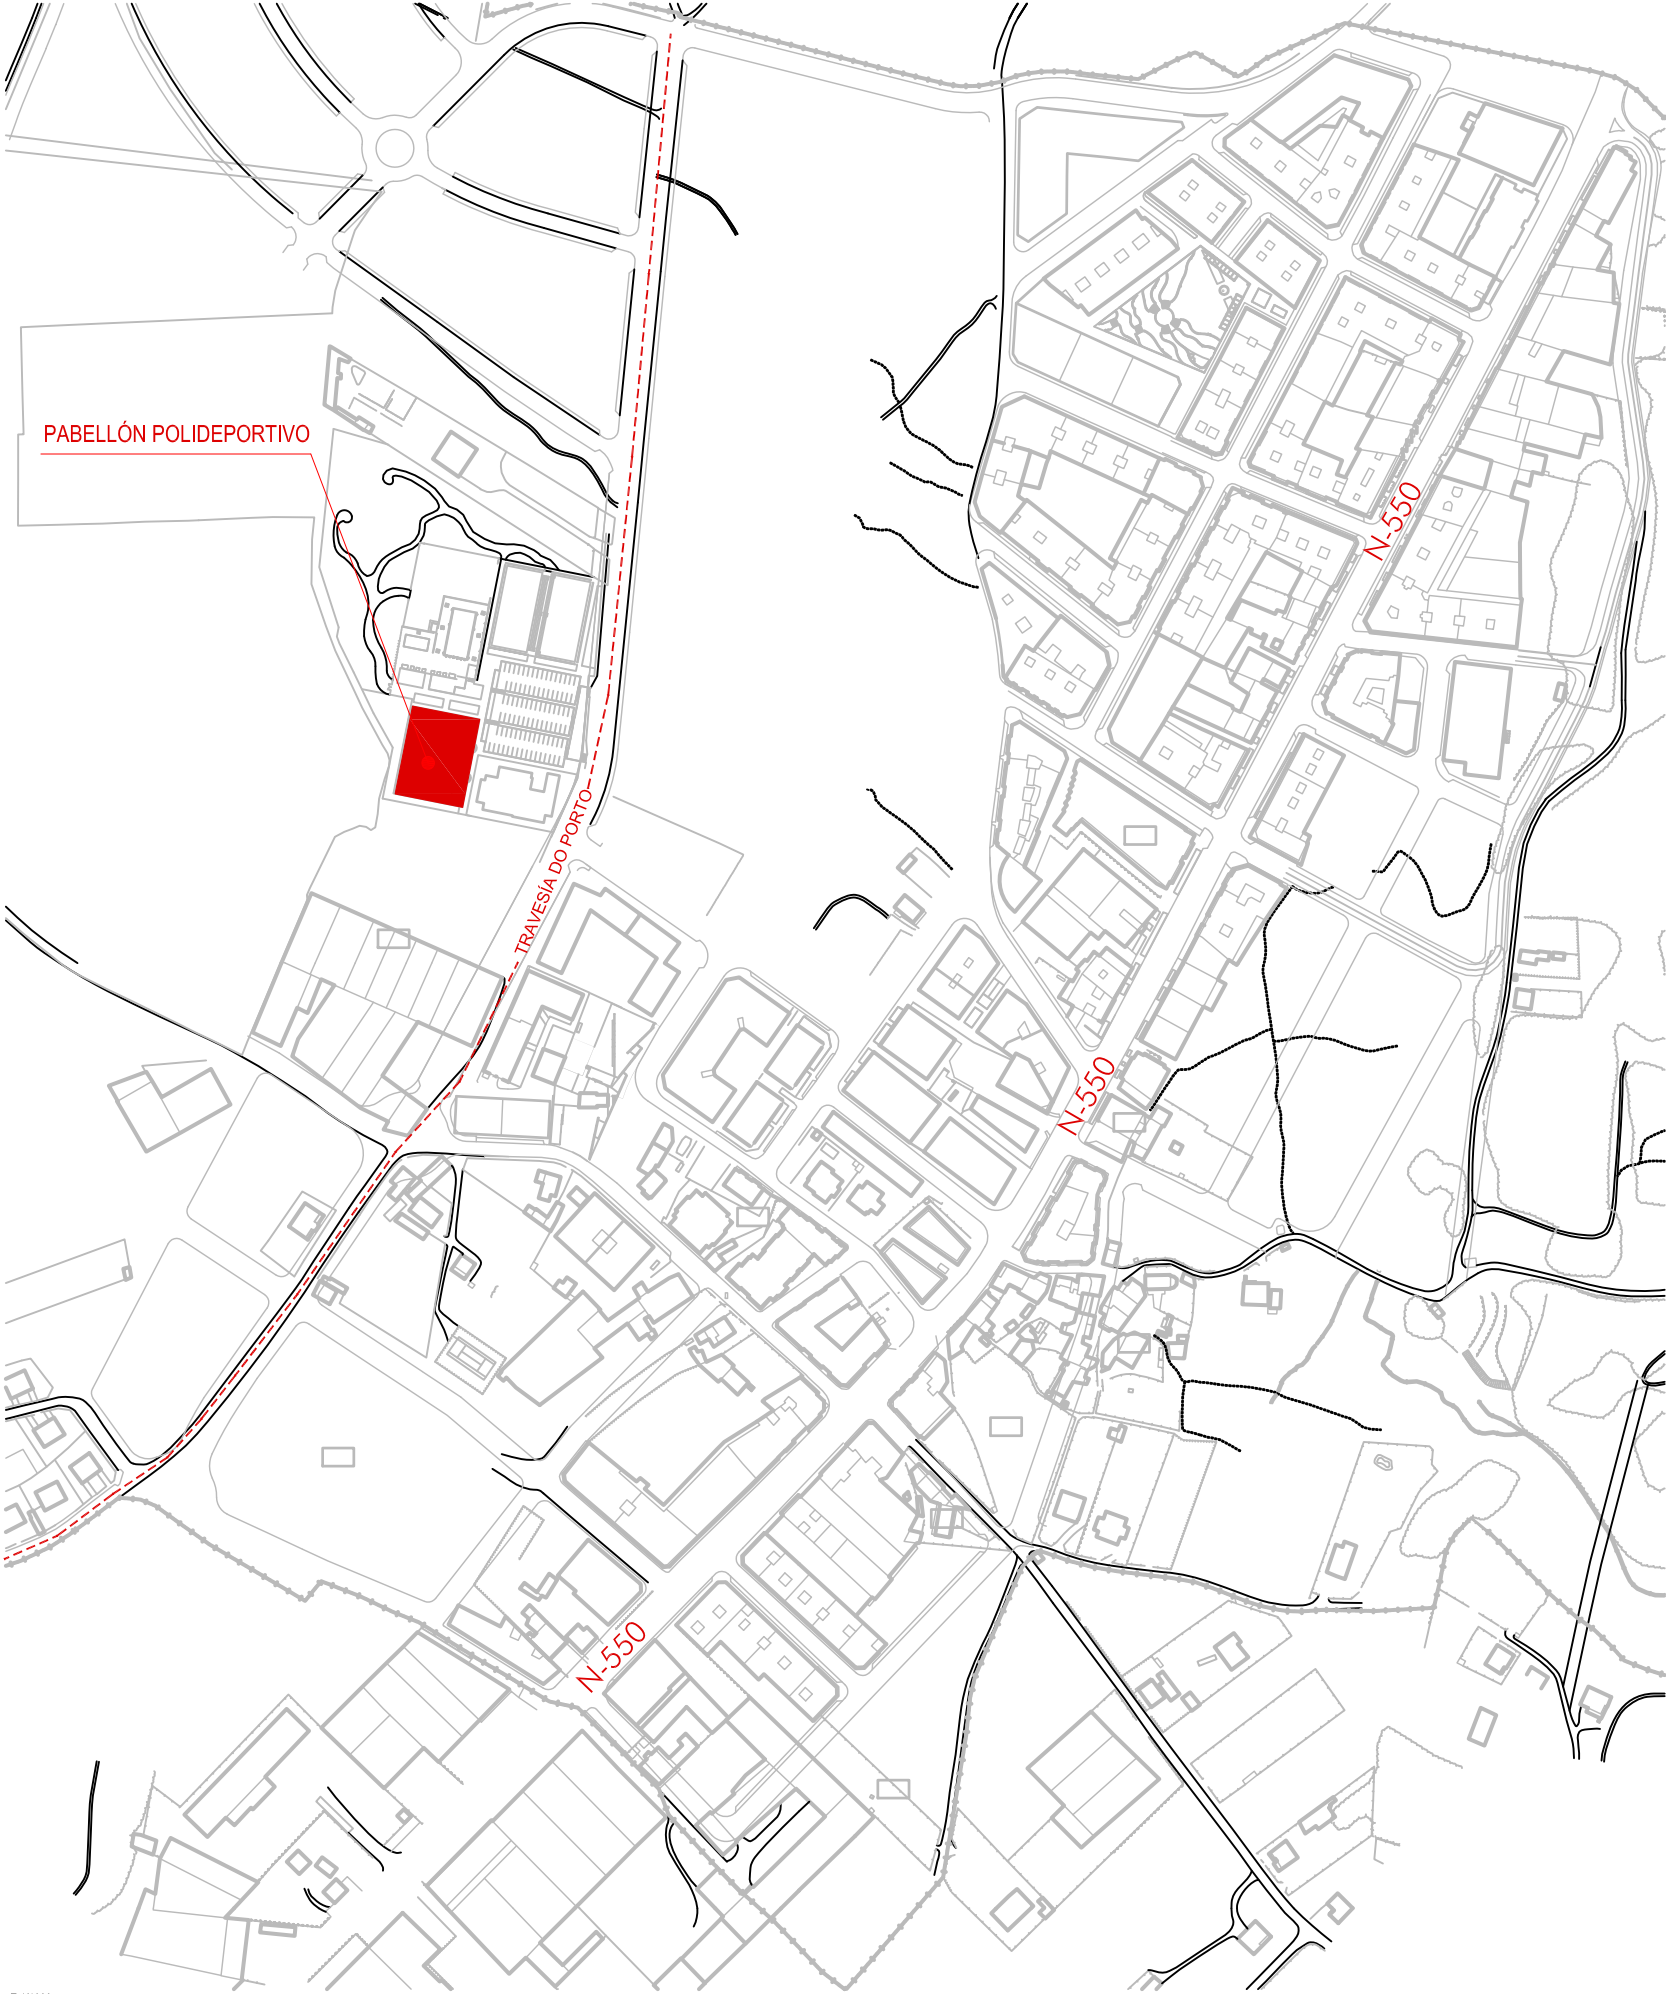 PABELLÓN POLIDEPORTIVO
N-550
TRAVESÍA DO PORTO
N-550
N-550